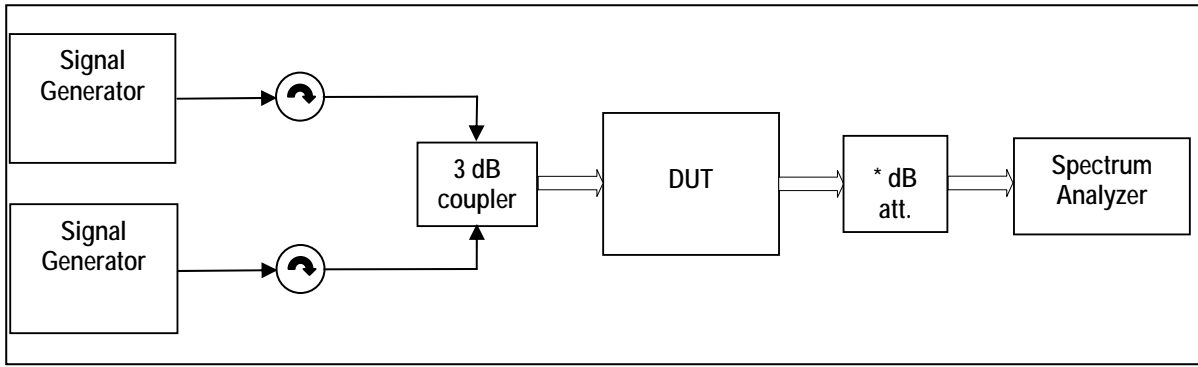 Signal
Generator
3 dB
coupler
DUT
* dB
att.
Spectrum
Analyzer
Signal
Generator